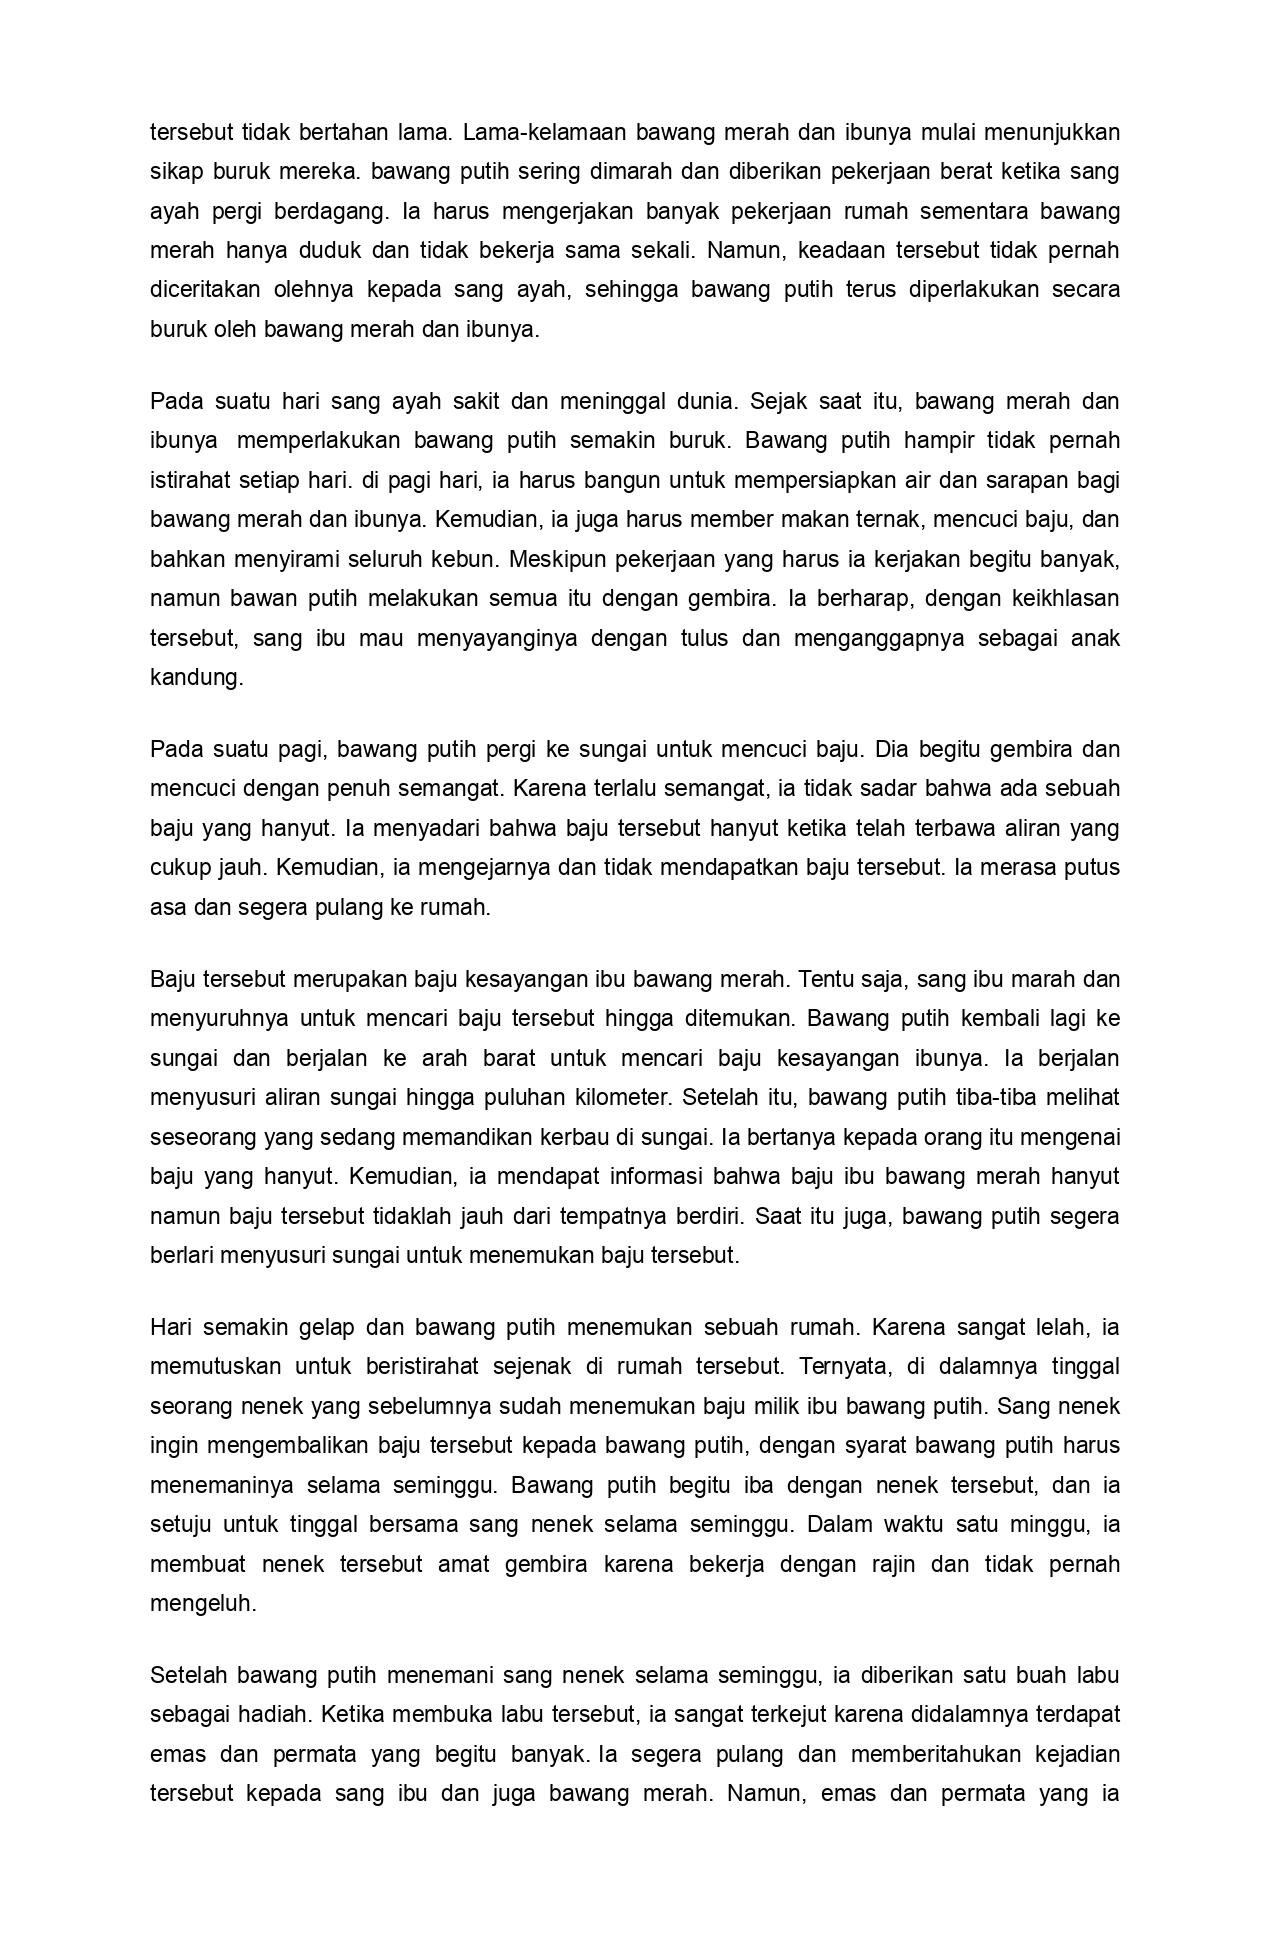 tersebut tidak bertahan lama. Lama-kelamaan bawang merah dan ibunya mulai menunjukkan
sikap buruk mereka. bawang putih sering dimarah dan diberikan pekerjaan berat ketika sang
ayah pergi berdagang. Ia harus mengerjakan banyak pekerjaan rumah sementara bawang
merah hanya duduk dan tidak bekerja sama sekali. Namun, keadaan tersebut tidak pernah
diceritakan olehnya kepada sang ayah, sehingga bawang putih terus diperlakukan secara
buruk oleh bawang merah dan ibunya.
Pada suatu hari sang ayah sakit dan meninggal dunia. Sejak saat itu, bawang merah dan
ibunya memperlakukan bawang putih semakin buruk. Bawang putih hampir tidak pernah
istirahat setiap hari. di pagi hari, ia harus bangun untuk mempersiapkan air dan sarapan bagi
bawang merah dan ibunya. Kemudian, ia juga harus member makan ternak, mencuci baju, dan
bahkan menyirami seluruh kebun. Meskipun pekerjaan yang harus ia kerjakan begitu banyak,
namun bawan putih melakukan semua itu dengan gembira. Ia berharap, dengan keikhlasan
tersebut, sang ibu mau menyayanginya dengan tulus dan menganggapnya sebagai anak
kandung.
Pada suatu pagi, bawang putih pergi ke sungai untuk mencuci baju. Dia begitu gembira dan
mencuci dengan penuh semangat. Karena terlalu semangat, ia tidak sadar bahwa ada sebuah
baju yang hanyut. Ia menyadari bahwa baju tersebut hanyut ketika telah terbawa aliran yang
cukup jauh. Kemudian, ia mengejarnya dan tidak mendapatkan baju tersebut. Ia merasa putus
asa dan segera pulang ke rumah.
Baju tersebut merupakan baju kesayangan ibu bawang merah. Tentu saja, sang ibu marah dan
menyuruhnya untuk mencari baju tersebut hingga ditemukan. Bawang putih kembali lagi ke
sungai dan berjalan ke arah barat untuk mencari baju kesayangan ibunya. Ia berjalan
menyusuri aliran sungai hingga puluhan kilometer. Setelah itu, bawang putih tiba-tiba melihat
seseorang yang sedang memandikan kerbau di sungai. Ia bertanya kepada orang itu mengenai
baju yang hanyut. Kemudian, ia mendapat informasi bahwa baju ibu bawang merah hanyut
namun baju tersebut tidaklah jauh dari tempatnya berdiri. Saat itu juga, bawang putih segera
berlari menyusuri sungai untuk menemukan baju tersebut.
Hari semakin gelap dan bawang putih menemukan sebuah rumah. Karena sangat lelah, ia
memutuskan untuk beristirahat sejenak di rumah tersebut. Ternyata, di dalamnya tinggal
seorang nenek yang sebelumnya sudah menemukan baju milik ibu bawang putih. Sang nenek
ingin mengembalikan baju tersebut kepada bawang putih, dengan syarat bawang putih harus
menemaninya selama seminggu. Bawang putih begitu iba dengan nenek tersebut, dan ia
setuju untuk tinggal bersama sang nenek selama seminggu. Dalam waktu satu minggu, ia
membuat nenek tersebut amat gembira karena bekerja dengan rajin dan tidak pernah
mengeluh.
Setelah bawang putih menemani sang nenek selama seminggu, ia diberikan satu buah labu
sebagai hadiah. Ketika membuka labu tersebut, ia sangat terkejut karena didalamnya terdapat
emas dan permata yang begitu banyak. Ia segera pulang dan memberitahukan kejadian
tersebut kepada sang ibu dan juga bawang merah. Namun, emas dan permata yang ia